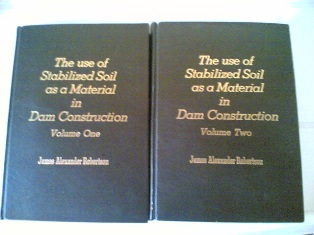 The use of
Stabilized Soil
as a Material
in
Dam Construction
Volume One
James Alexander Robertson
The use of
Stabilized Soil
as a Material
in
Dam Construction
Volume Two
James Alexander Robertson